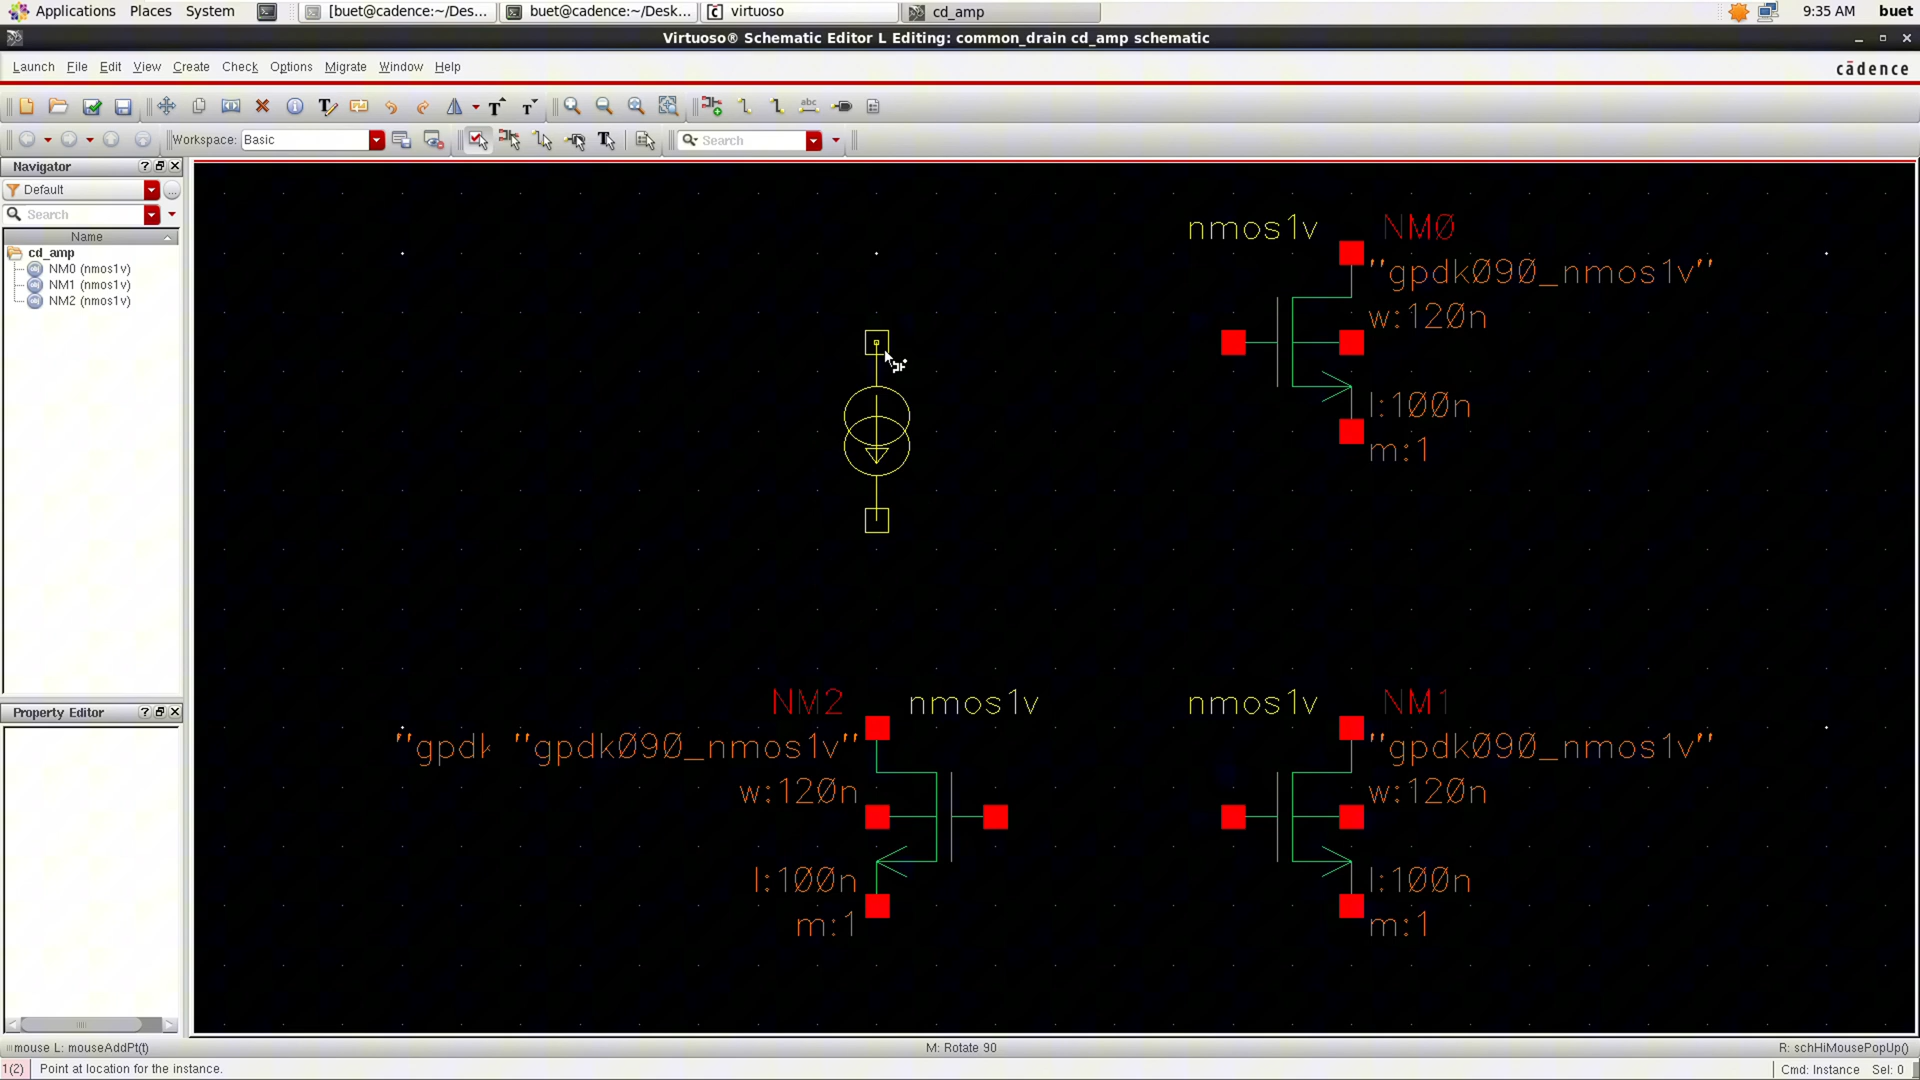 Applications Places System [buet@cadence:~/Des... buet@cadence:~/Desk... virtuoso cd_amp 9:35 AM buet
Virtuoso® Schematic Editor L Editing: common_drain cd_amp schematic
Launch File Edit View Create Check Options Migrate Window Help cādence
Workspace: Basic Search
Navigator
Default
Search
Name
cd_amp
NM0 (nmos1v)
NM1 (nmos1v)
NM2 (nmos1v)
Property Editor
nmos1v NM0
"gpdk090_nmos1v"
w:120n
l:100n
m:1
NM2 nmos1v
"gpdk "gpdk090_nmos1v"
w:120n
l:100n
m:1
nmos1v NM1
"gpdk090_nmos1v"
w:120n
l:100n
m:1
mouse L: mouseAddPt(t) M: Rotate 90 R: schHiMousePopUp()
1(2) Point at location for the instance. Cmd: Instance Sel: 0